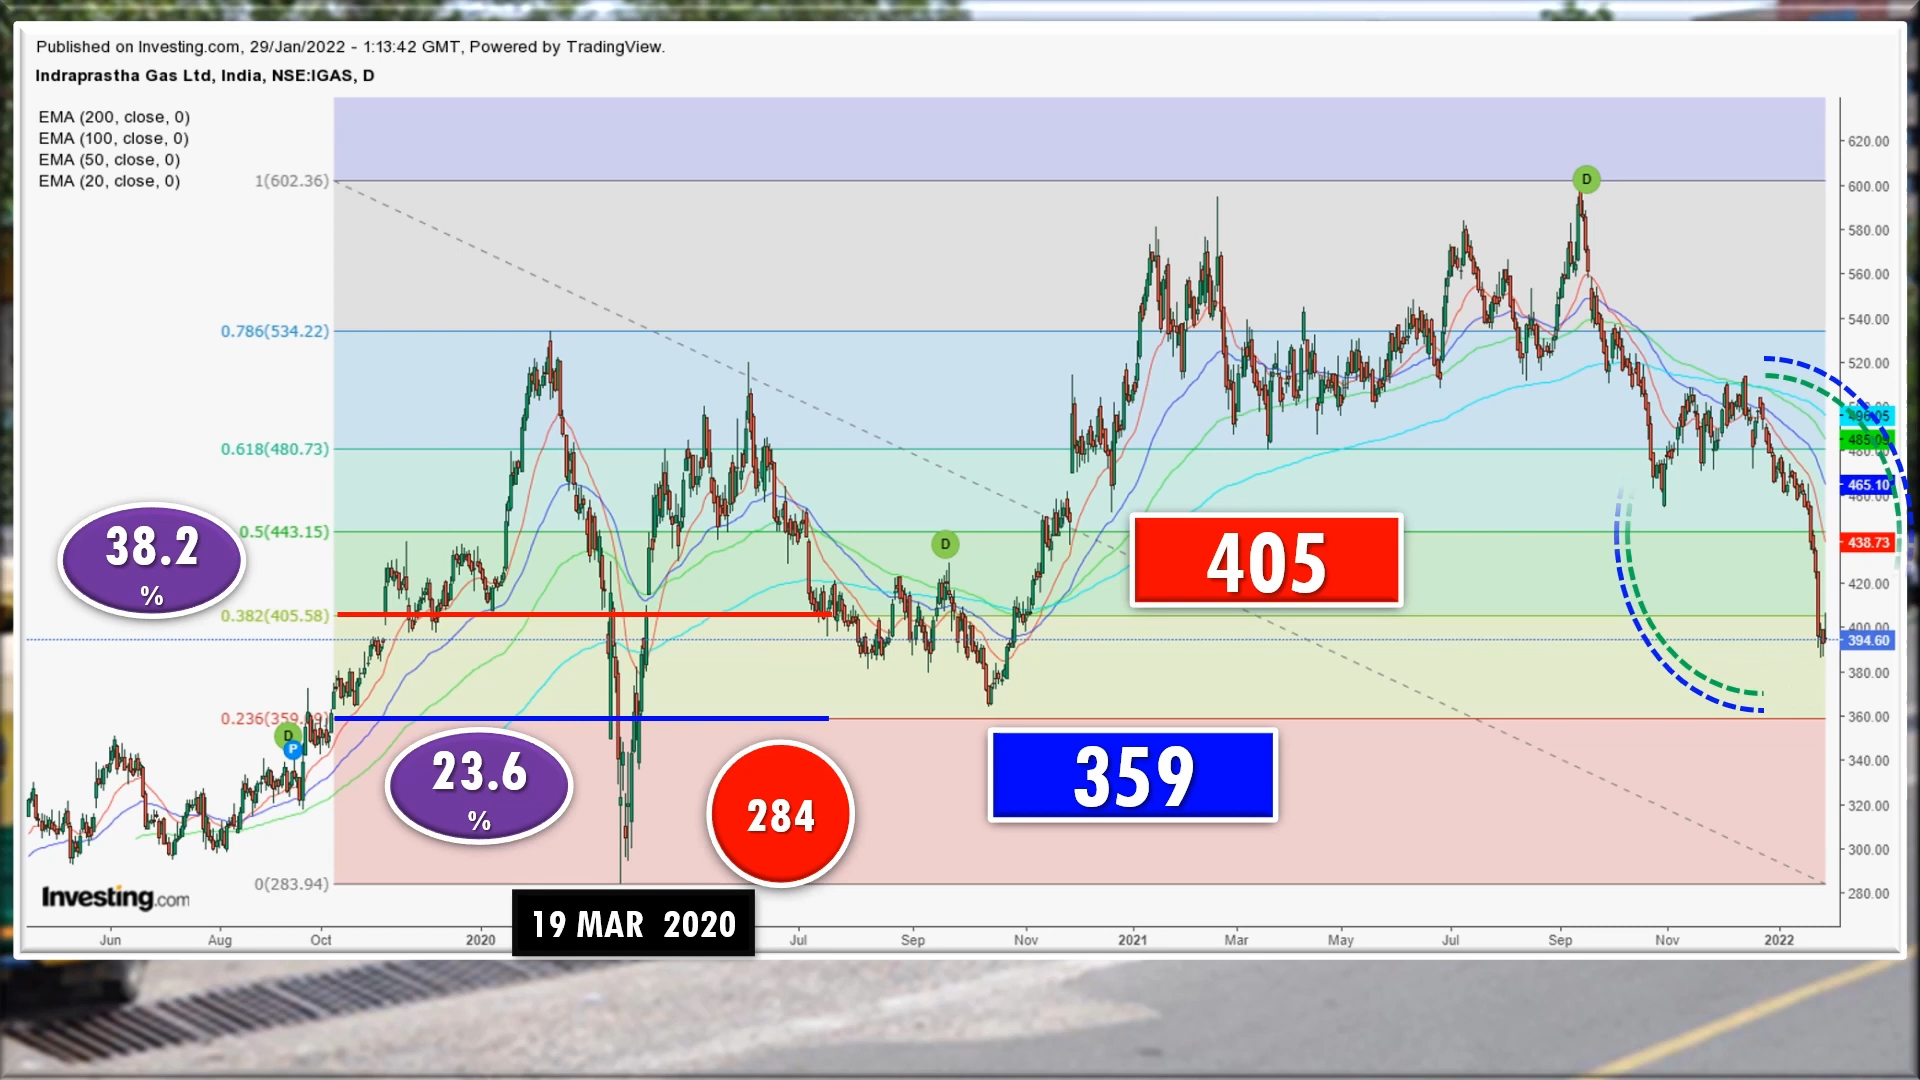 Published on Investing.com, 29/Jan/2022 - 1:13:42 GMT, Powered by TradingView.
Indraprastha Gas Ltd, India, NSE:IGAS, D
EMA (200, close, 0)
EMA (100, close, 0)
EMA (50, close, 0)
EMA (20, close, 0)
1(602.36)
0.786(534.22)
0.618(480.73)
0.5(443.15)
0.382(405.58)
0(283.94)
38.2
%
23.6
%
284
405
359
19 MAR 2020
D
P
D
D
620.00
600.00
580.00
560.00
540.00
520.00
465.10
438.73
420.00
400.00
394.60
380.00
360.00
340.00
320.00
300.00
280.00
Investing.com
Jun
Aug
Oct
2020
Jul
Sep
Nov
2021
Mar
May
Jul
Sep
Nov
2022